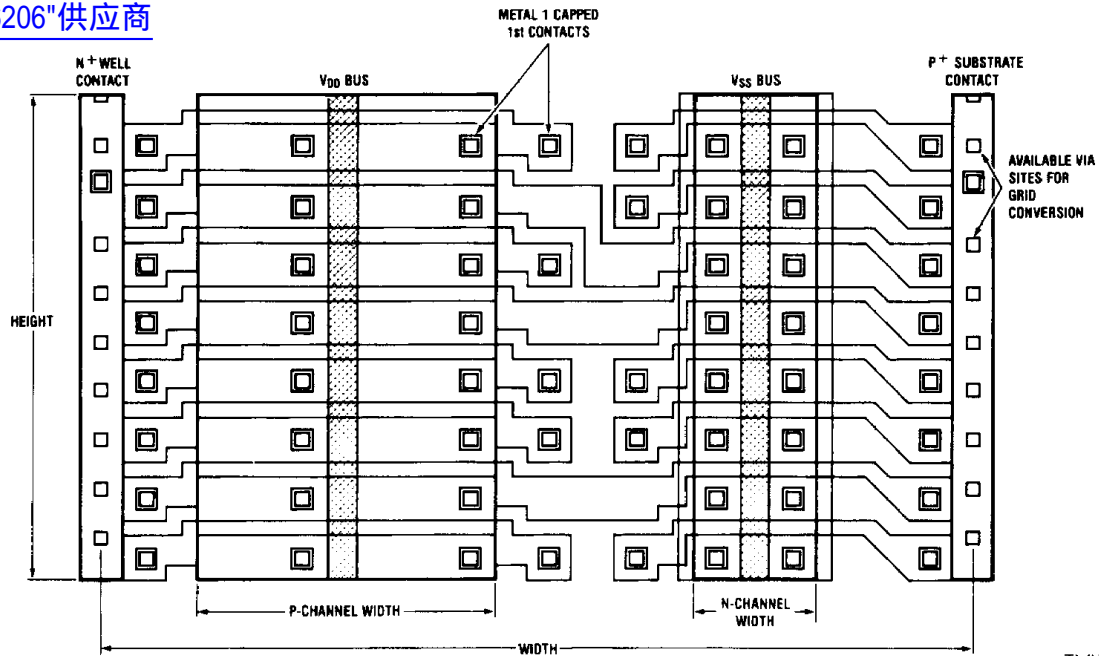 206"供应商
METAL 1 CAPPED
1st CONTACTS
N+ WELL
CONTACT
VDD BUS
VSS BUS
P+ SUBSTRATE
CONTACT
AVAILABLE VIA
SITES FOR
GRID
CONVERSION
HEIGHT
P-CHANNEL WIDTH
N-CHANNEL
WIDTH
WIDTH